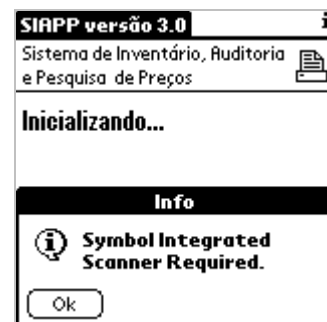 SIAPP versão 3.0
Sistema de Inventário, Auditoria
e Pesquisa de Preços
Inicializando...
Info
Symbol Integrated
Scanner Required.
Ok